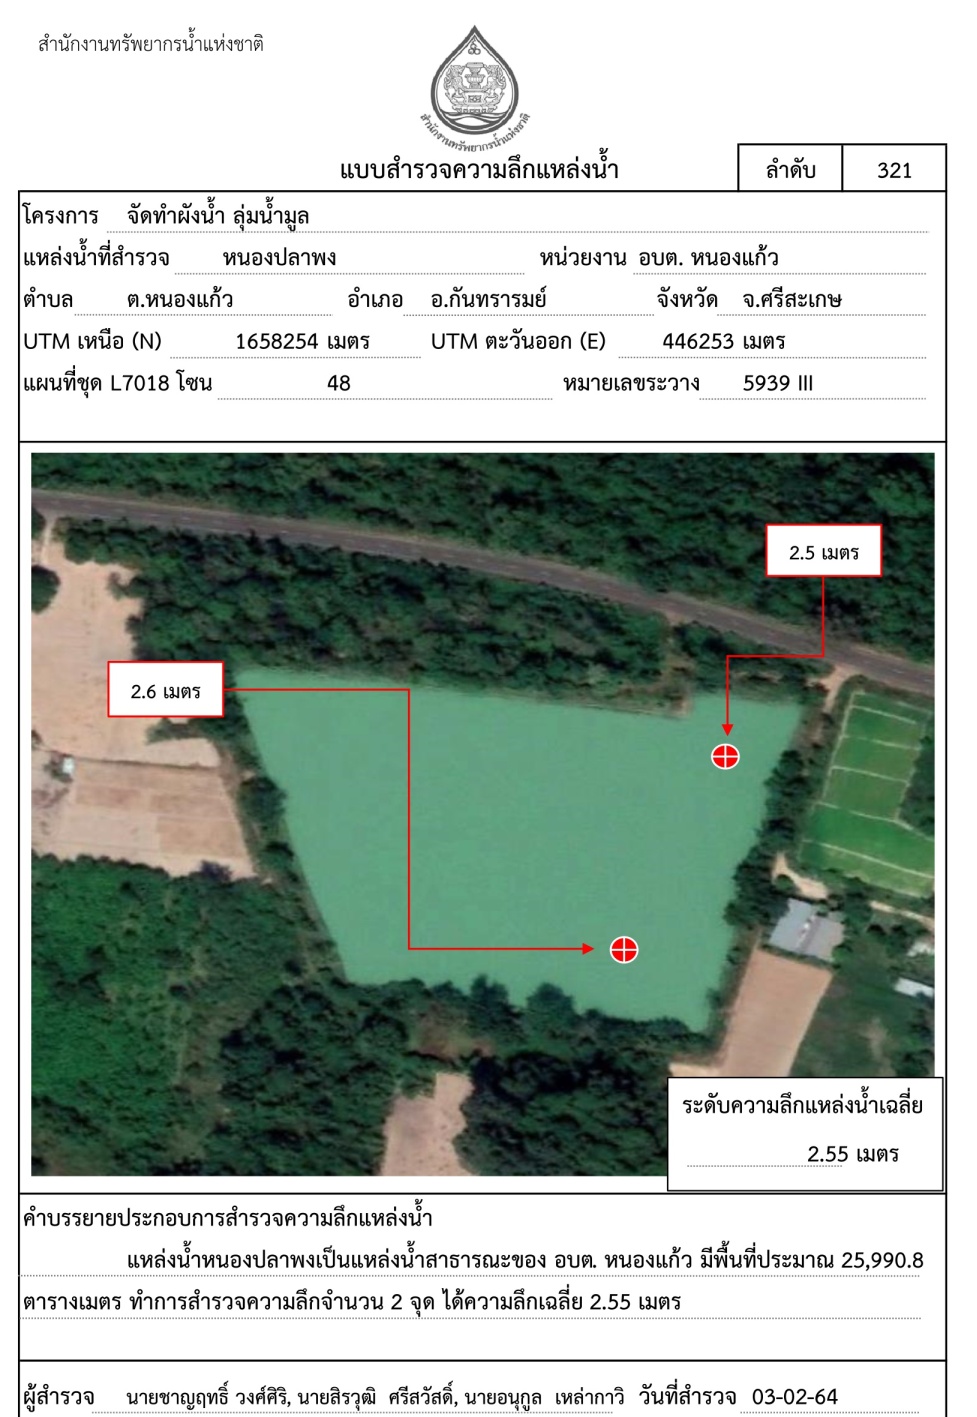 สำนักงานทรัพยากรน้ำแห่งชาติ
สำนักงานทรัพยากรน้ำแห่งชาติ
แบบสำรวจความลึกแหล่งน้ำ ลำดับ 321
โครงการ จัดทำผังน้ำ ลุ่มน้ำมูล
แหล่งน้ำที่สำรวจ หนองปลาพง หน่วยงาน อบต. หนองแก้ว
ตำบล ต.หนองแก้ว อำเภอ อ.กันทรารมย์ จังหวัด จ.ศรีสะเกษ
UTM เหนือ (N) 1658254 เมตร UTM ตะวันออก (E) 446253 เมตร
แผนที่ชุด L7018 โซน 48 หมายเลขระวาง 5939 III
2.5 เมตร
2.6 เมตร
ระดับความลึกแหล่งน้ำเฉลี่ย
2.55 เมตร
คำบรรยายประกอบการสำรวจความลึกแหล่งน้ำ
แหล่งน้ำหนองปลาพงเป็นแหล่งน้ำสาธารณะของ อบต. หนองแก้ว มีพื้นที่ประมาณ 25,990.8
ตารางเมตร ทำการสำรวจความลึกจำนวน 2 จุด ได้ความลึกเฉลี่ย 2.55 เมตร
ผู้สำรวจ นายชาญฤทธิ์ วงศ์ศิริ, นายสิรวุฒิ ศรีสวัสดิ์, นายอนุกูล เหล่ากาวิ วันที่สำรวจ 03-02-64